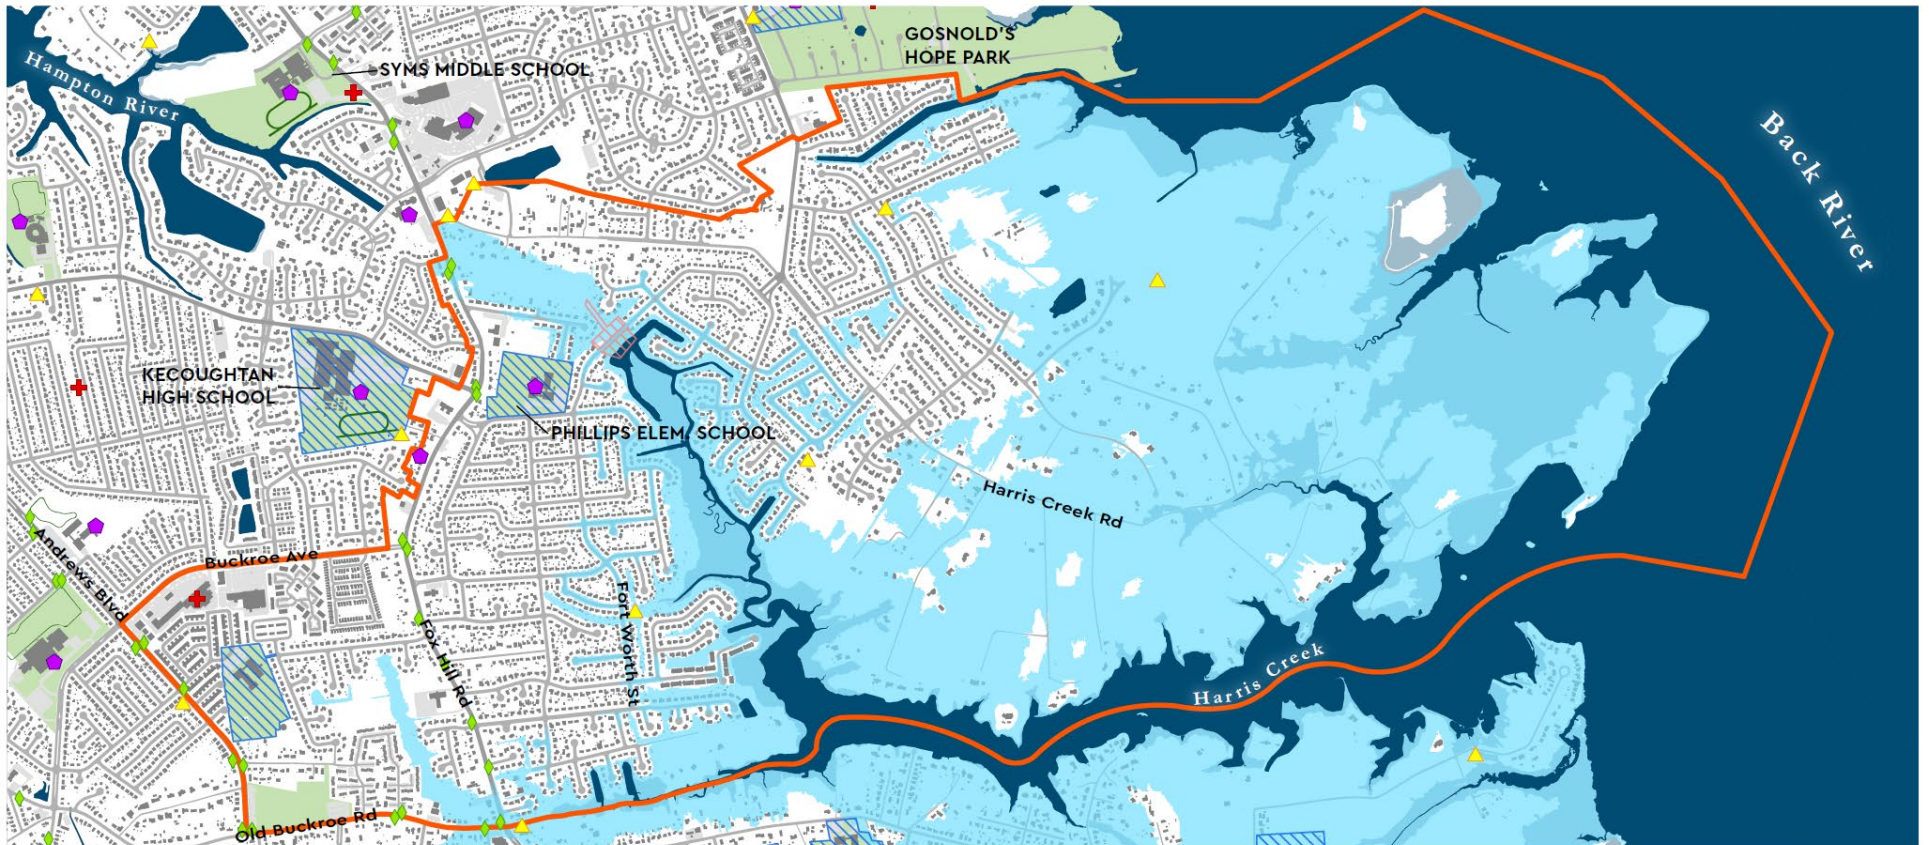 GOSNOLD'S
HOPE PARK
SYMS MIDDLE SCHOOL
Hampton River
Back River
KECOUGHTAN
HIGH SCHOOL
PHILLIPS ELEM. SCHOOL
Harris Creek Rd
Andrews Blvd
Buckroe Ave
Fox Hill Rd
Fort Worth St
Harris Creek
Old Buckroe Rd